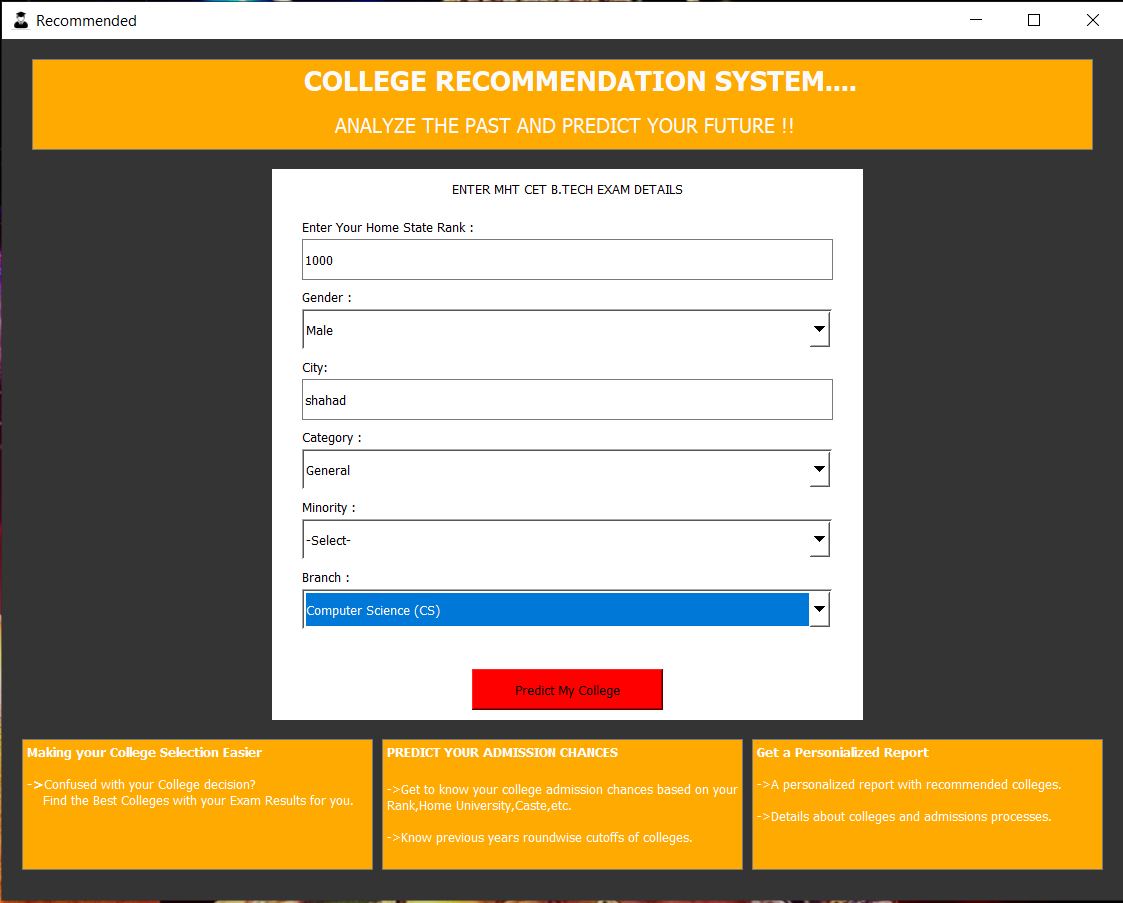 Recommended
COLLEGE RECOMMENDATION SYSTEM....
ANALYZE THE PAST AND PREDICT YOUR FUTURE !!
ENTER MHT CET B.TECH EXAM DETAILS
Enter Your Home State Rank :
1000
Gender :
Male
City:
shahad
Category :
General
Minority :
-Select-
Branch :
Computer Science (CS)
Predict My College
Making your College Selection Easier
->Confused with your College decision?
Find the Best Colleges with your Exam Results for you.
PREDICT YOUR ADMISSION CHANCES
->Get to know your college admission chances based on your
Rank,Home University,Caste,etc.
->Know previous years roundwise cutoffs of colleges.
Get a Personialized Report
->A personalized report with recommended colleges.
->Details about colleges and admissions processes.